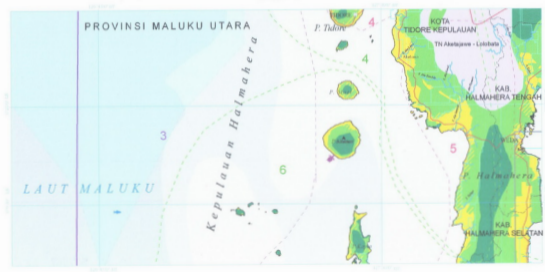 PROVINSI MALUKU UTARA
P. Tidore
4
KOTA
TIDORE KEPULAUAN
TN Aketajawe - Lolobata
4
KAB.
HALMAHERA TENGAH
3
Kepulauan Halmahera
6
5
P. Halmahera
LAUT MALUKU
KAB.
HALMAHERA SELATAN